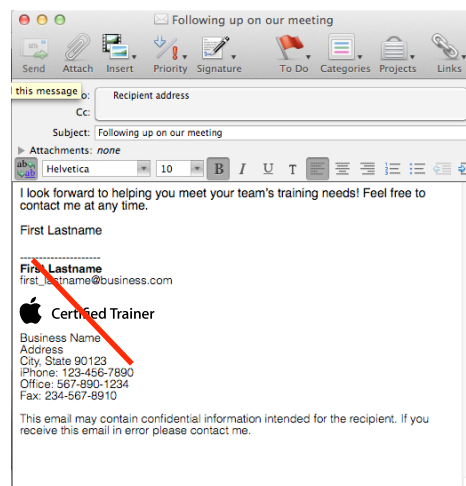 Following up on our meeting
Send Attach Insert Priority Signature To Do Categories Projects Links
this message
o: Recipient address
Cc:
Subject: Following up on our meeting
Attachments: none
Helvetica 10 B I U T
I look forward to helping you meet your team's training needs! Feel free to
contact me at any time.
First Lastname
----------------------
First Lastname
first_lastname@business.com
Certified Trainer
Business Name
Address
City, State 90123
iPhone: 123-456-7890
Office: 567-890-1234
Fax: 234-567-8910
This email may contain confidential information intended for the recipient. If you
receive this email in error please contact me.